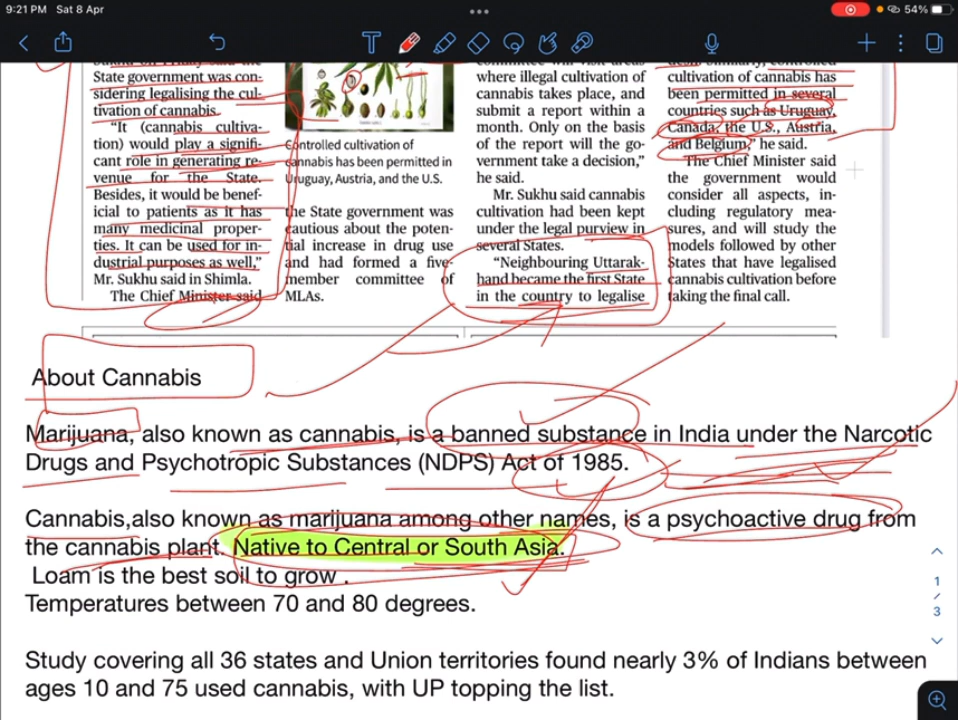 9:21 PM Sat 8 Apr
54%
State government was con-
sidering legalising the cul-
tivation of cannabis.
"It (cannabis cultiva-
tion) would play a signifi-
cant role in generating re-
venue for the State.
Besides, it would be benef-
icial to patients as it has
many medicinal proper-
ties. It can be used for in-
dustrial purposes as well,"
Mr. Sukhu said in Shimla.
The Chief Minister said
Controlled cultivation of
cannabis has been permitted in
Uruguay, Austria, and the U.S.
the State government was
cautious about the poten-
tial increase in drug use
and had formed a five-
member committee of
MLAs.
where illegal cultivation of
cannabis takes place, and
submit a report within a
month. Only on the basis
of the report will the go-
vernment take a decision,"
he said.
Mr. Sukhu said cannabis
cultivation had been kept
under the legal purview in
several States.
"Neighbouring Uttarak-
hand became the first State
in the country to legalise
cultivation of cannabis has
been permitted in several
countries such as Uruguay,
Canada, the U.S., Austria,
and Belgium," he said.
The Chief Minister said
the government would
consider all aspects, in-
cluding regulatory mea-
sures, and will study the
models followed by other
States that have legalised
cannabis cultivation before
taking the final call.
About Cannabis
Marijuana, also known as cannabis, is a banned substance in India under the Narcotic
Drugs and Psychotropic Substances (NDPS) Act of 1985.
Cannabis,also known as marijuana among other names, is a psychoactive drug from
the cannabis plant. Native to Central or South Asia.
Loam is the best soil to grow .
Temperatures between 70 and 80 degrees.
Study covering all 36 states and Union territories found nearly 3% of Indians between
ages 10 and 75 used cannabis, with UP topping the list.
1
/
3